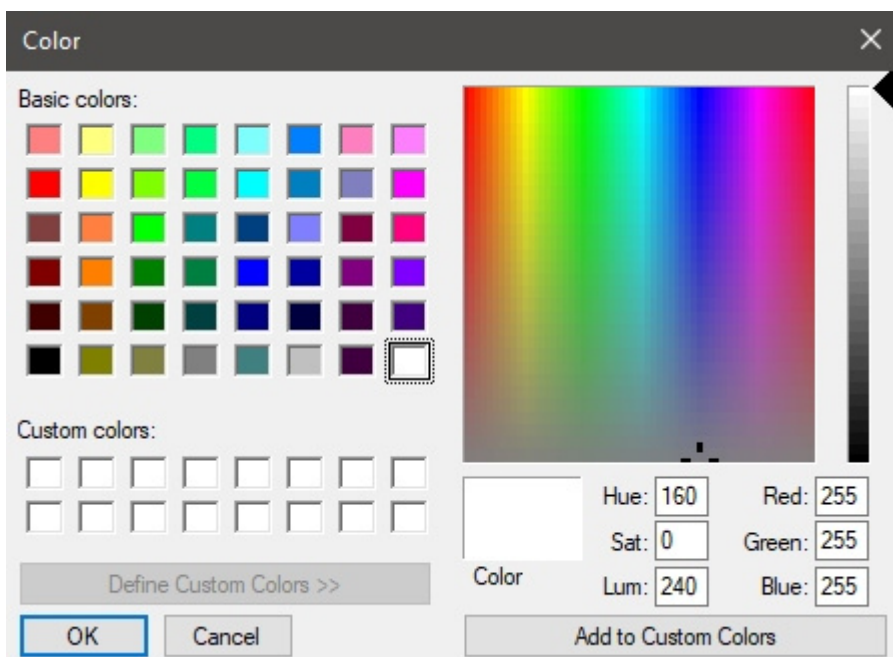 Color
Basic colors:
Custom colors:
Define Custom Colors >>
OK Cancel
Color
Hue: 160 Red: 255
Sat: 0 Green: 255
Lum: 240 Blue: 255
Add to Custom Colors